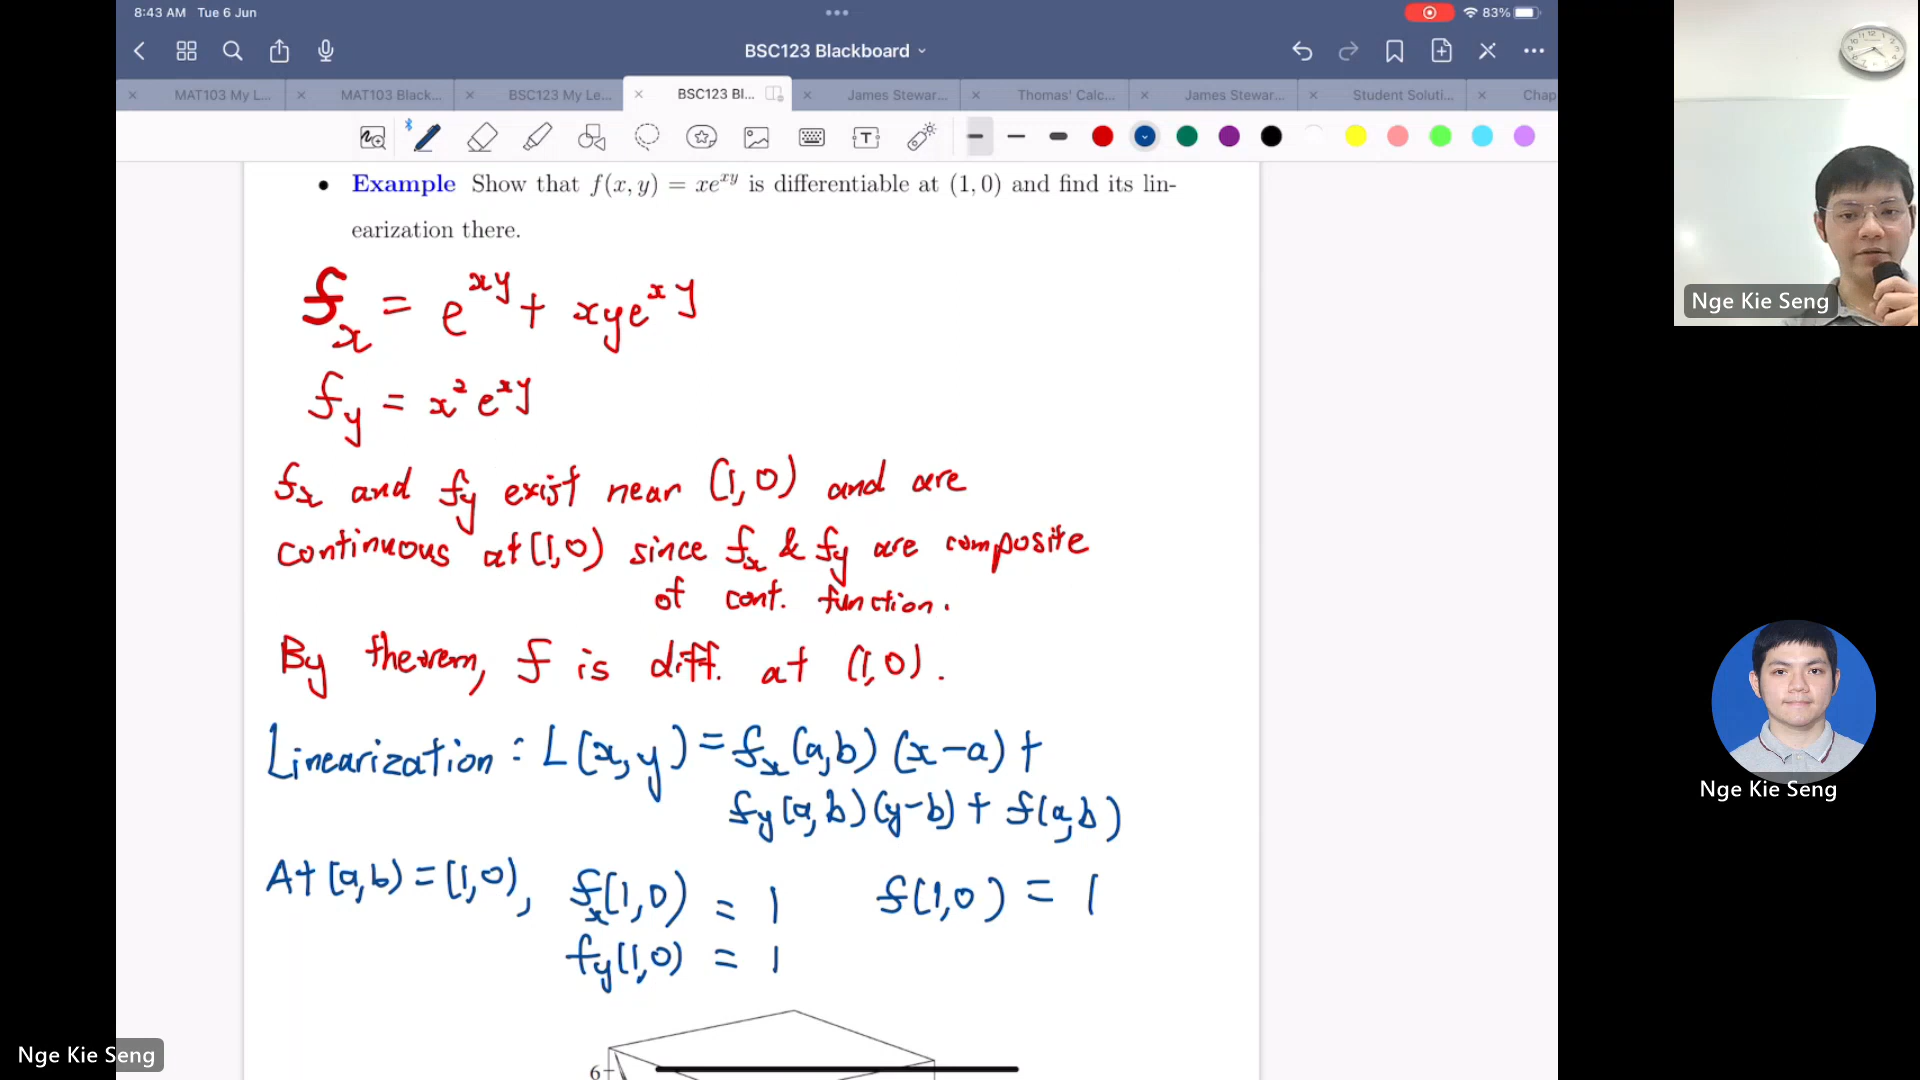 8:43 AM Tue 6 Jun
83%
BSC123 Blackboard
MAT103 My L...
MAT103 Black...
BSC123 My Le...
BSC123 Bl...
James Stewar...
Thomas' Calc...
James Stewar...
Student Soluti...
Chap
• Example Show that f(x, y) = xe^{xy} is differentiable at (1, 0) and find its lin-
earization there.
f_x = e^{xy} + xye^{xy}
f_y = x^2 e^{xy}
f_x and f_y exist near (1,0) and are
continuous at (1,0) since f_x & f_y are composite
of cont. function.
By theorem, f is diff. at (1,0).
Linearization : L(x,y) = f_x(a,b)(x-a) +
f_y(a,b)(y-b) + f(a,b)
At (a,b) = (1,0), f_x(1,0) = 1 f(1,0) = 1
f_y(1,0) = 1
6
Nge Kie Seng
Nge Kie Seng
Nge Kie Seng